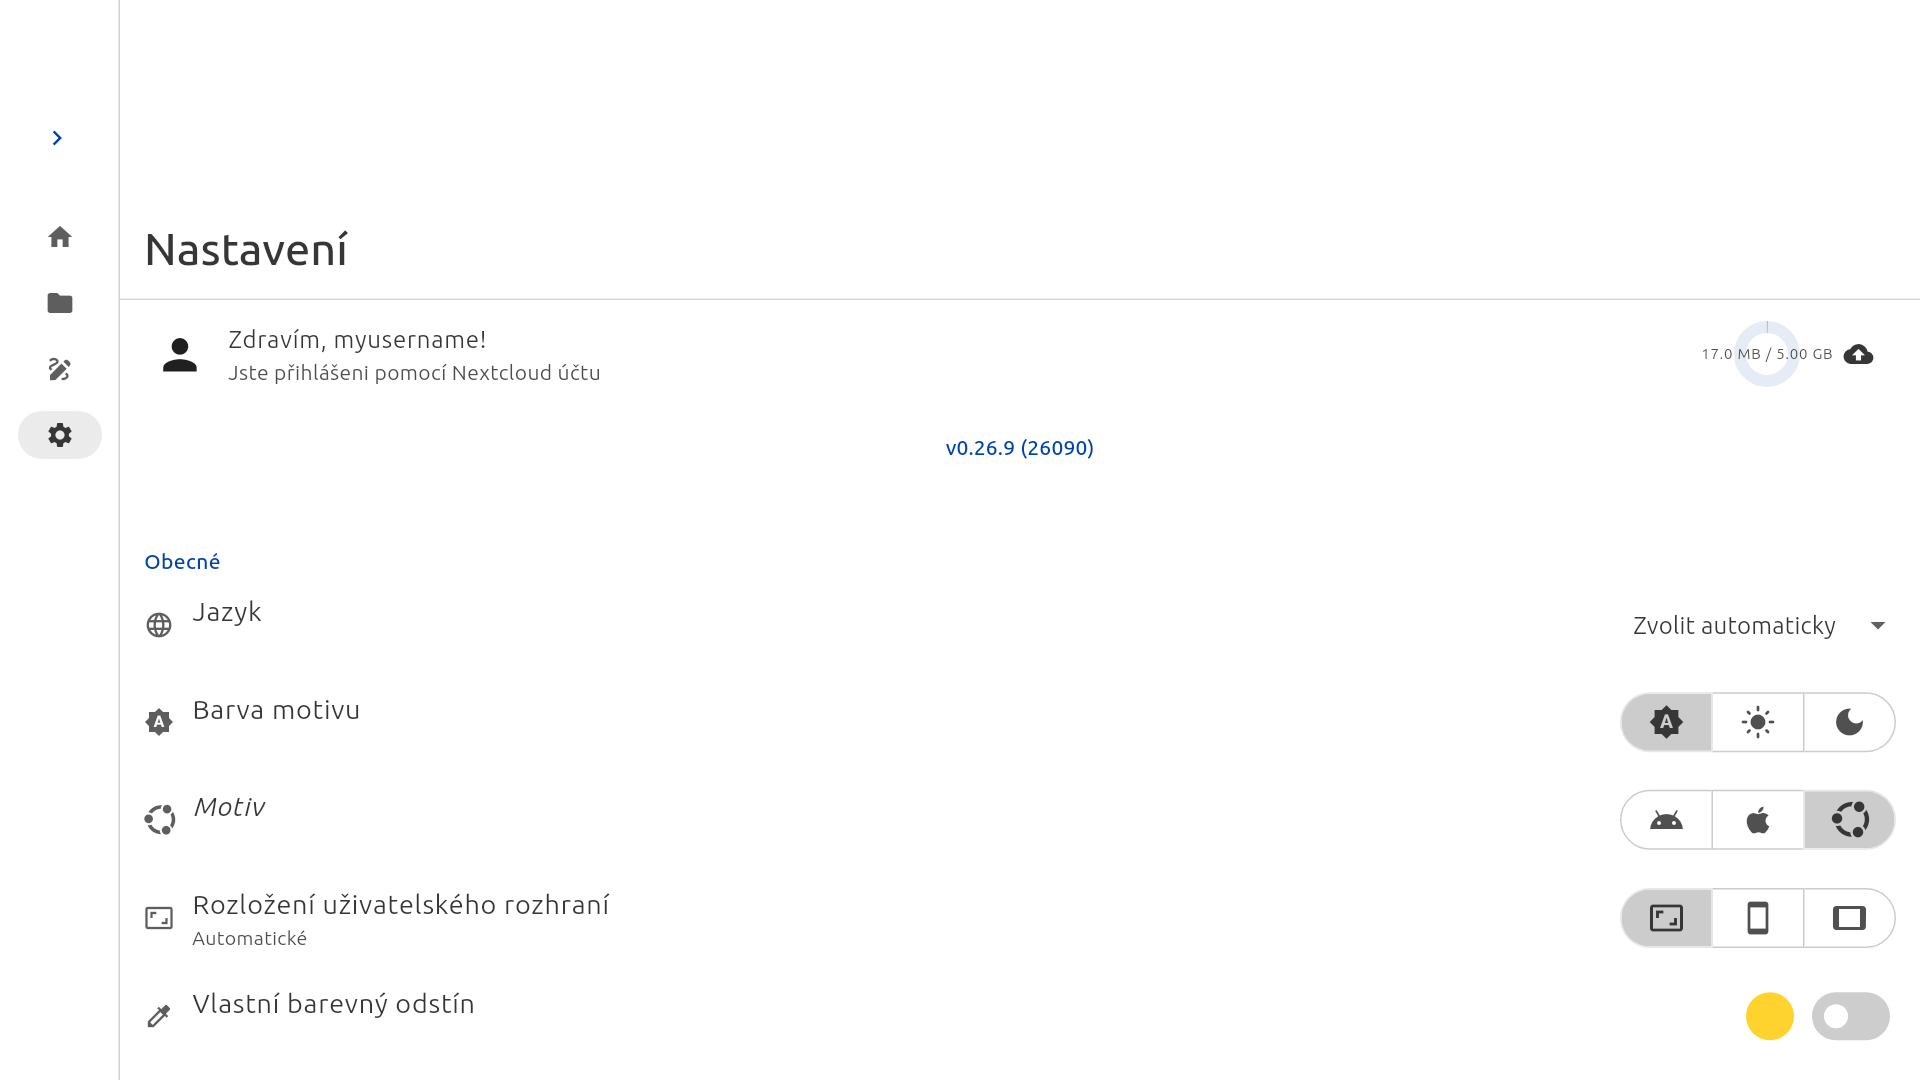 Nastavení
Zdravím, myusername!
Jste přihlášeni pomocí Nextcloud účtu
17.0 MB / 5.00 GB
v0.26.9 (26090)
Obecné
Jazyk
Zvolit automaticky
Barva motivu
Motiv
Rozložení uživatelského rozhraní
Automatické
Vlastní barevný odstín